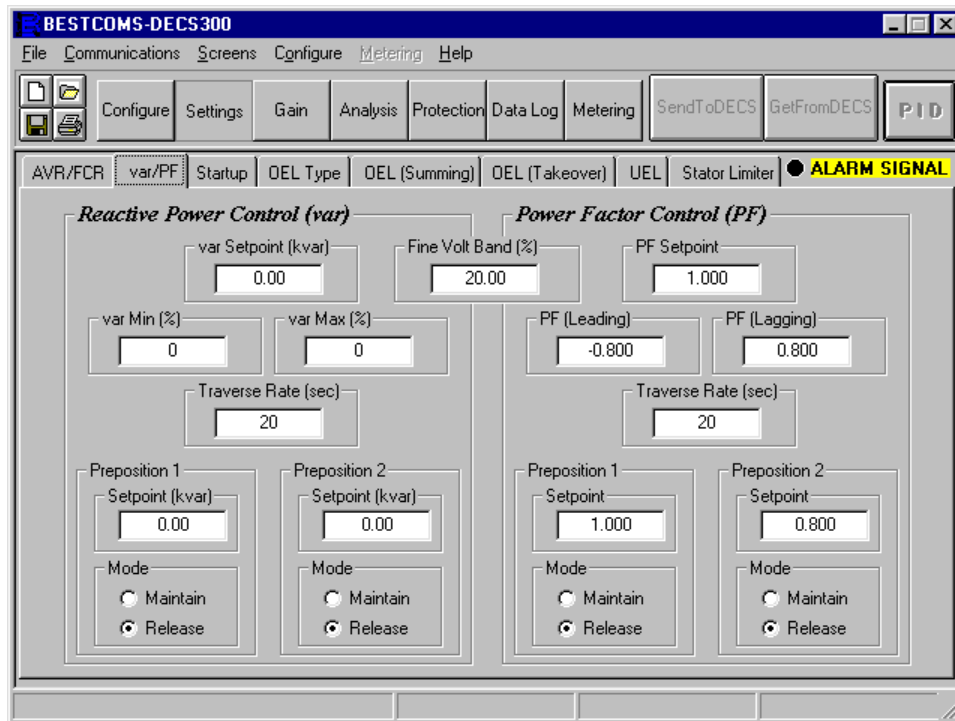 BESTCOMS-DECS300
File Communications Screens Configure Metering Help
Configure Settings Gain Analysis Protection Data Log Metering SendToDECS GetFromDECS PID
AVR/FCR var/PF Startup OEL Type OEL (Summing) OEL (Takeover) UEL Stator Limiter ALARM SIGNAL
Reactive Power Control (var) Power Factor Control (PF)
var Setpoint (kvar) Fine Volt Band (%) PF Setpoint
0.00 20.00 1.000
var Min (%) var Max (%) PF (Leading) PF (Lagging)
0 0 -0.800 0.800
Traverse Rate (sec) Traverse Rate (sec)
20 20
Preposition 1 Preposition 2 Preposition 1 Preposition 2
Setpoint (kvar) Setpoint (kvar) Setpoint Setpoint
0.00 0.00 1.000 0.800
Mode Mode Mode Mode
Maintain Maintain Maintain Maintain
Release Release Release Release